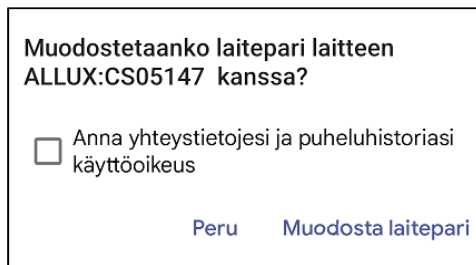 Muodostetaanko laitepari laitteen
ALLUX:CS05147 kanssa?
Anna yhteystietojesi ja puheluhistoriasi
käyttöoikeus
Peru Muodosta laitepari